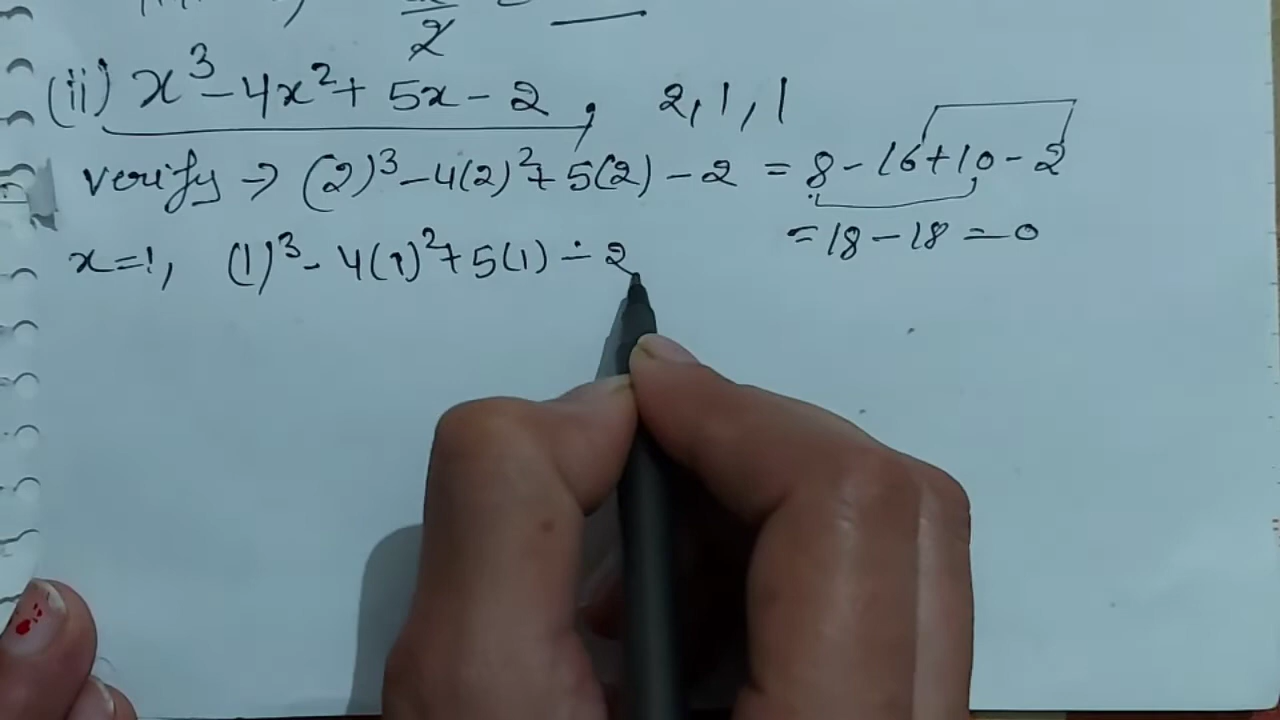 2
(ii) x³ - 4x² + 5x - 2, 2, 1, 1
verify → (2)³ - 4(2)² + 5(2) - 2 = 8 - 16 + 10 - 2
= 18 - 18 = 0
x = 1, (1)³ - 4(1)² + 5(1) - 2